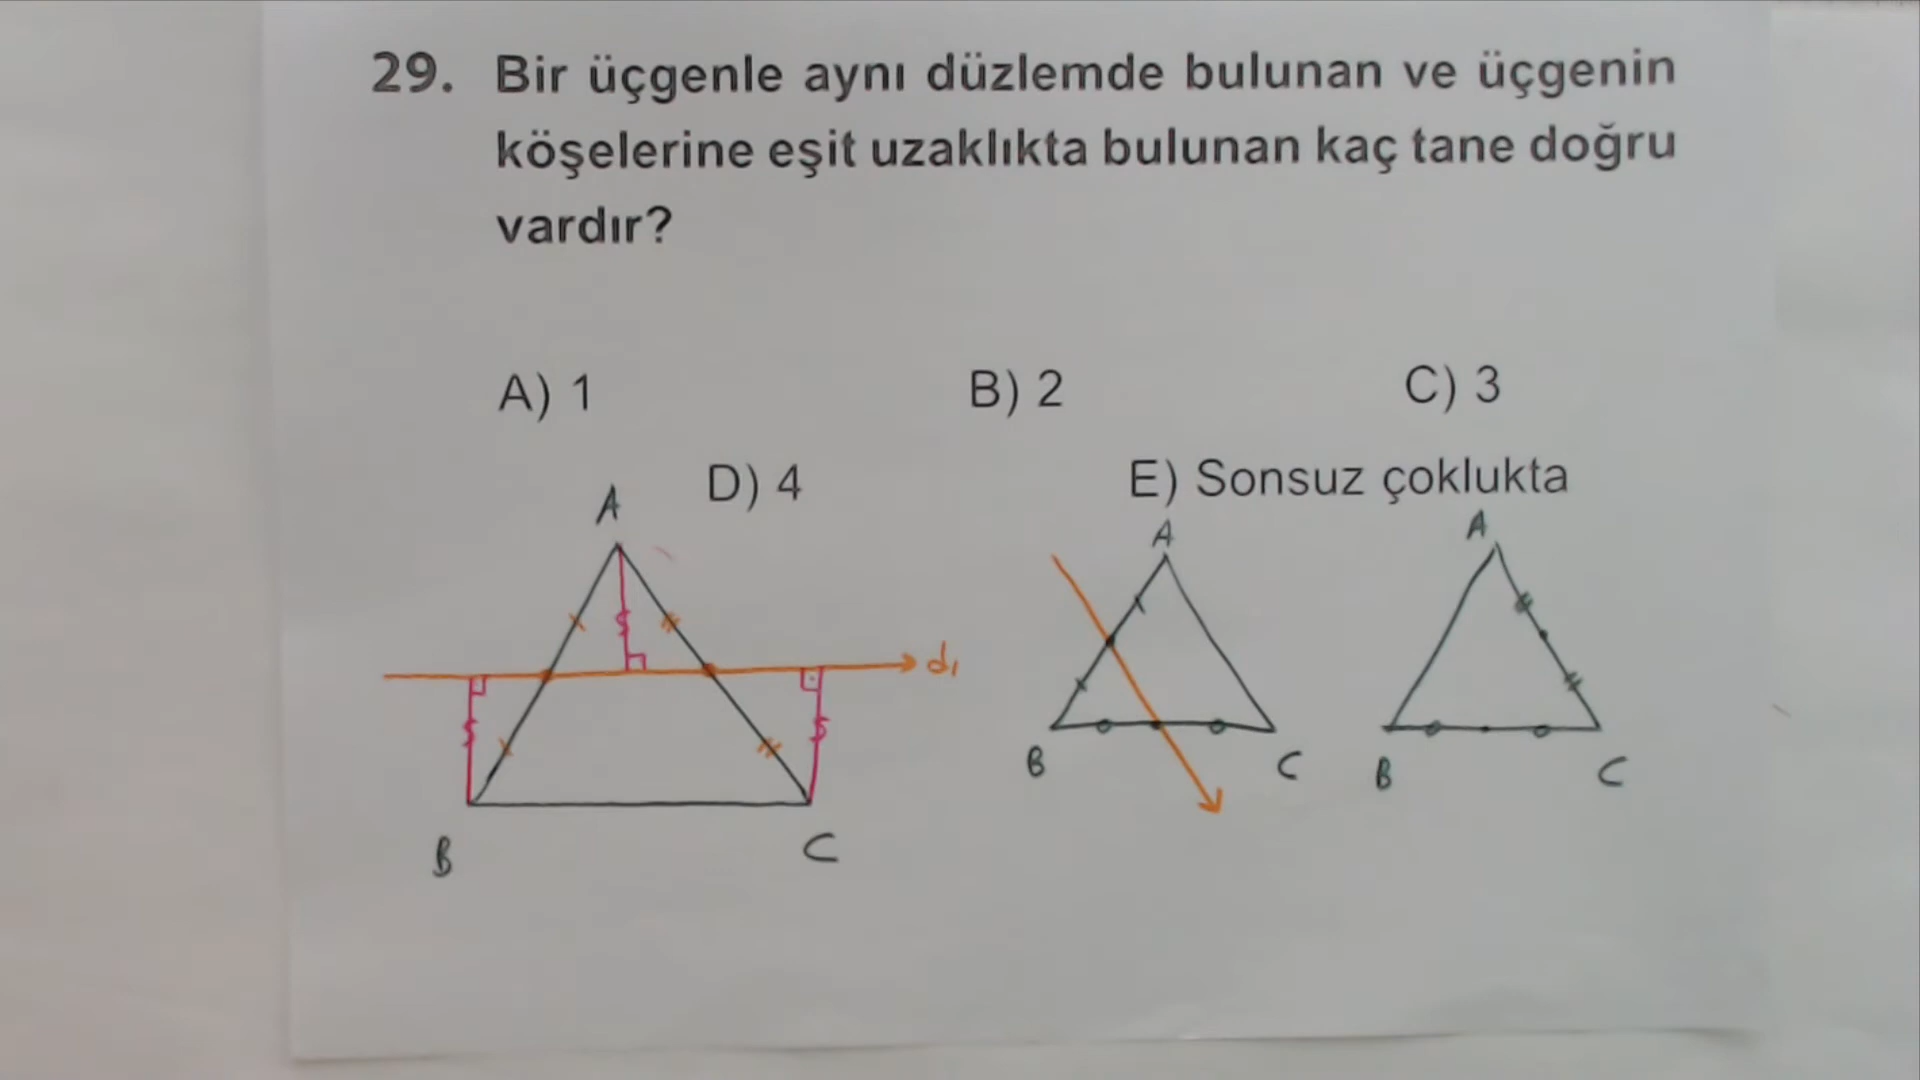 29. Bir üçgenle aynı düzlemde bulunan ve üçgenin
köşelerine eşit uzaklıkta bulunan kaç tane doğru
vardır?
A) 1
B) 2
C) 3
D) 4
E) Sonsuz çoklukta
A
B
C
d₁
A
B
C
A
B
C